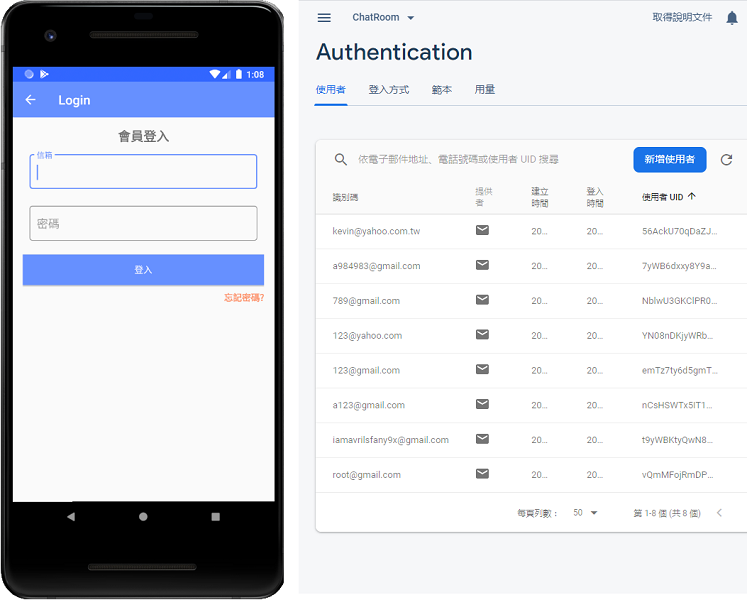 1:08
Login
會員登入
信箱
密碼
登入
忘記密碼?
ChatRoom
取得說明文件
Authentication
使用者 登入方式 範本 用量
依電子郵件地址、電話號碼或使用者 UID 搜尋
新增使用者
識別碼 提供者 建立時間 登入時間 使用者 UID
kevin@yahoo.com.tw 20... 20... 56AckU70qDaZJ...
a984983@gmail.com 20... 20... 7yWB6dxxy8Y9a...
789@gmail.com 20... 20... NblwU3GKClPR0...
123@yahoo.com 20... 20... YN08nDKjyWRb...
123@gmail.com 20... 20... emTz7ty6d5gmT...
a123@gmail.com 20... 20... nCsHSWTx5IT1...
iamavrilsfany9x@gmail.com 20... 20... t9yWBKtyQwN8...
root@gmail.com 20... 20... vQmMFojRmDP...
每頁列數： 50 第 1-8 個 (共 8 個)